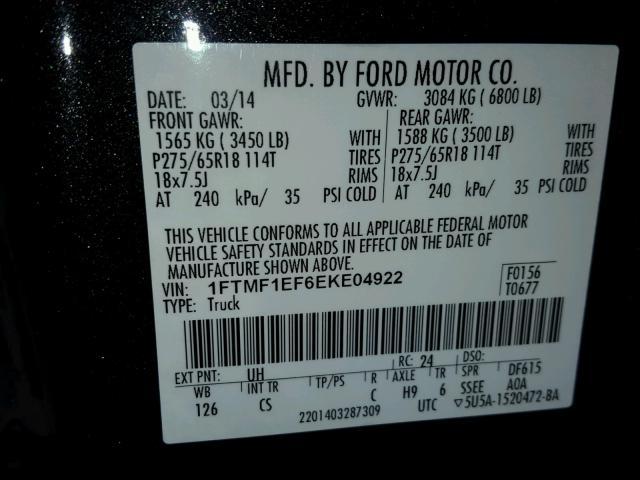 MFD. BY FORD MOTOR CO.
DATE: 03/14 GVWR: 3084 KG ( 6800 LB)
FRONT GAWR: REAR GAWR:
1565 KG ( 3450 LB) WITH 1588 KG ( 3500 LB) WITH
P275/65R18 114T TIRES P275/65R18 114T TIRES
18x7.5J RIMS 18x7.5J RIMS
AT 240 kPa/ 35 PSI COLD AT 240 kPa/ 35 PSI COLD
THIS VEHICLE CONFORMS TO ALL APPLICABLE FEDERAL MOTOR
VEHICLE SAFETY STANDARDS IN EFFECT ON THE DATE OF
MANUFACTURE SHOWN ABOVE.
VIN: 1FTMF1EF6EKE04922 F0156
TYPE: Truck T0677
EXT PNT: UH RC: 24 DSO:
WB INT TR TP/PS R AXLE TR SPR DF615
126 CS C H9 6 SSEE A0A
2201403287309 UTC ▽5U5A-1520472-BA